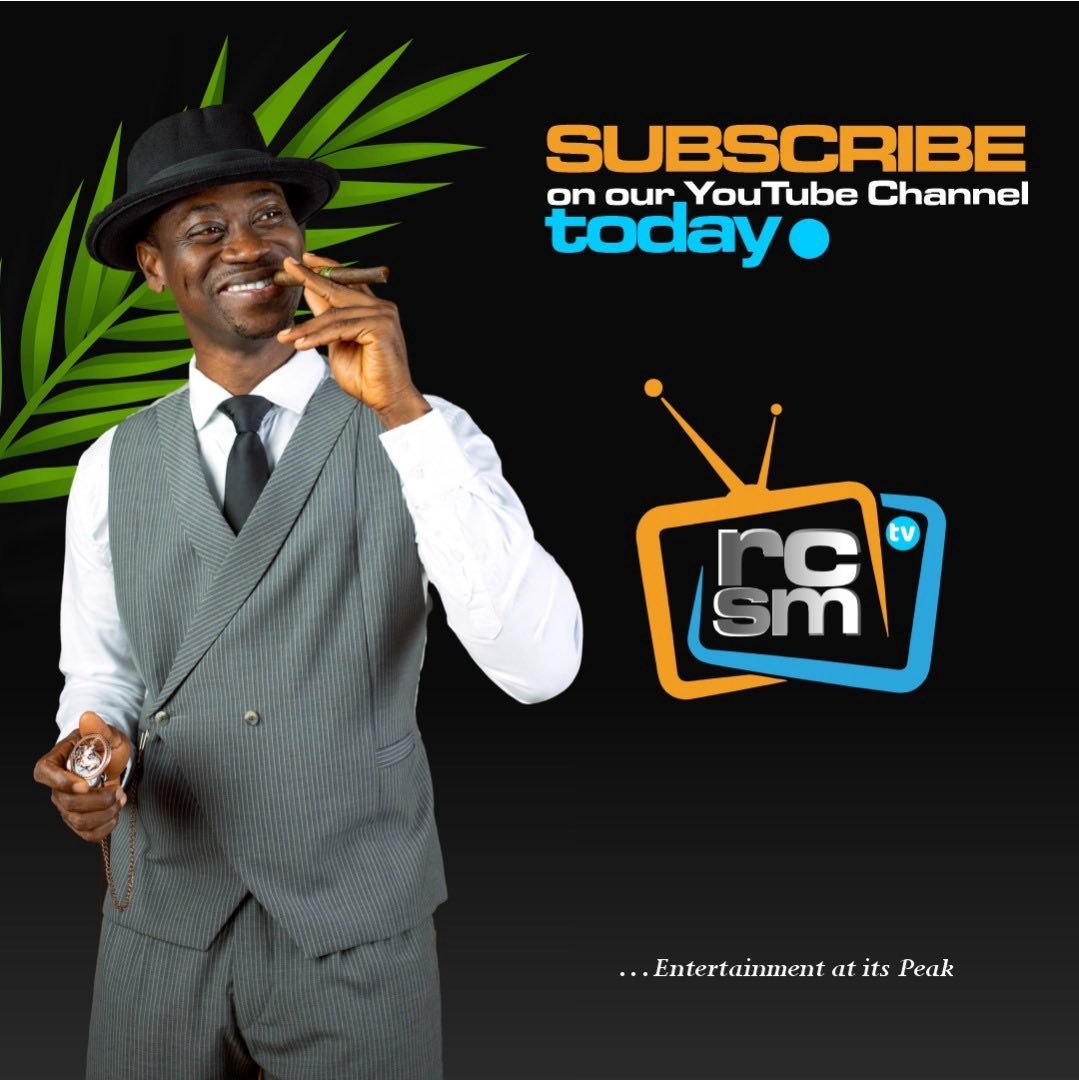 SUBSCRIBE
on our YouTube Channel
today
rc
sm
tv
...Entertainment at its Peak